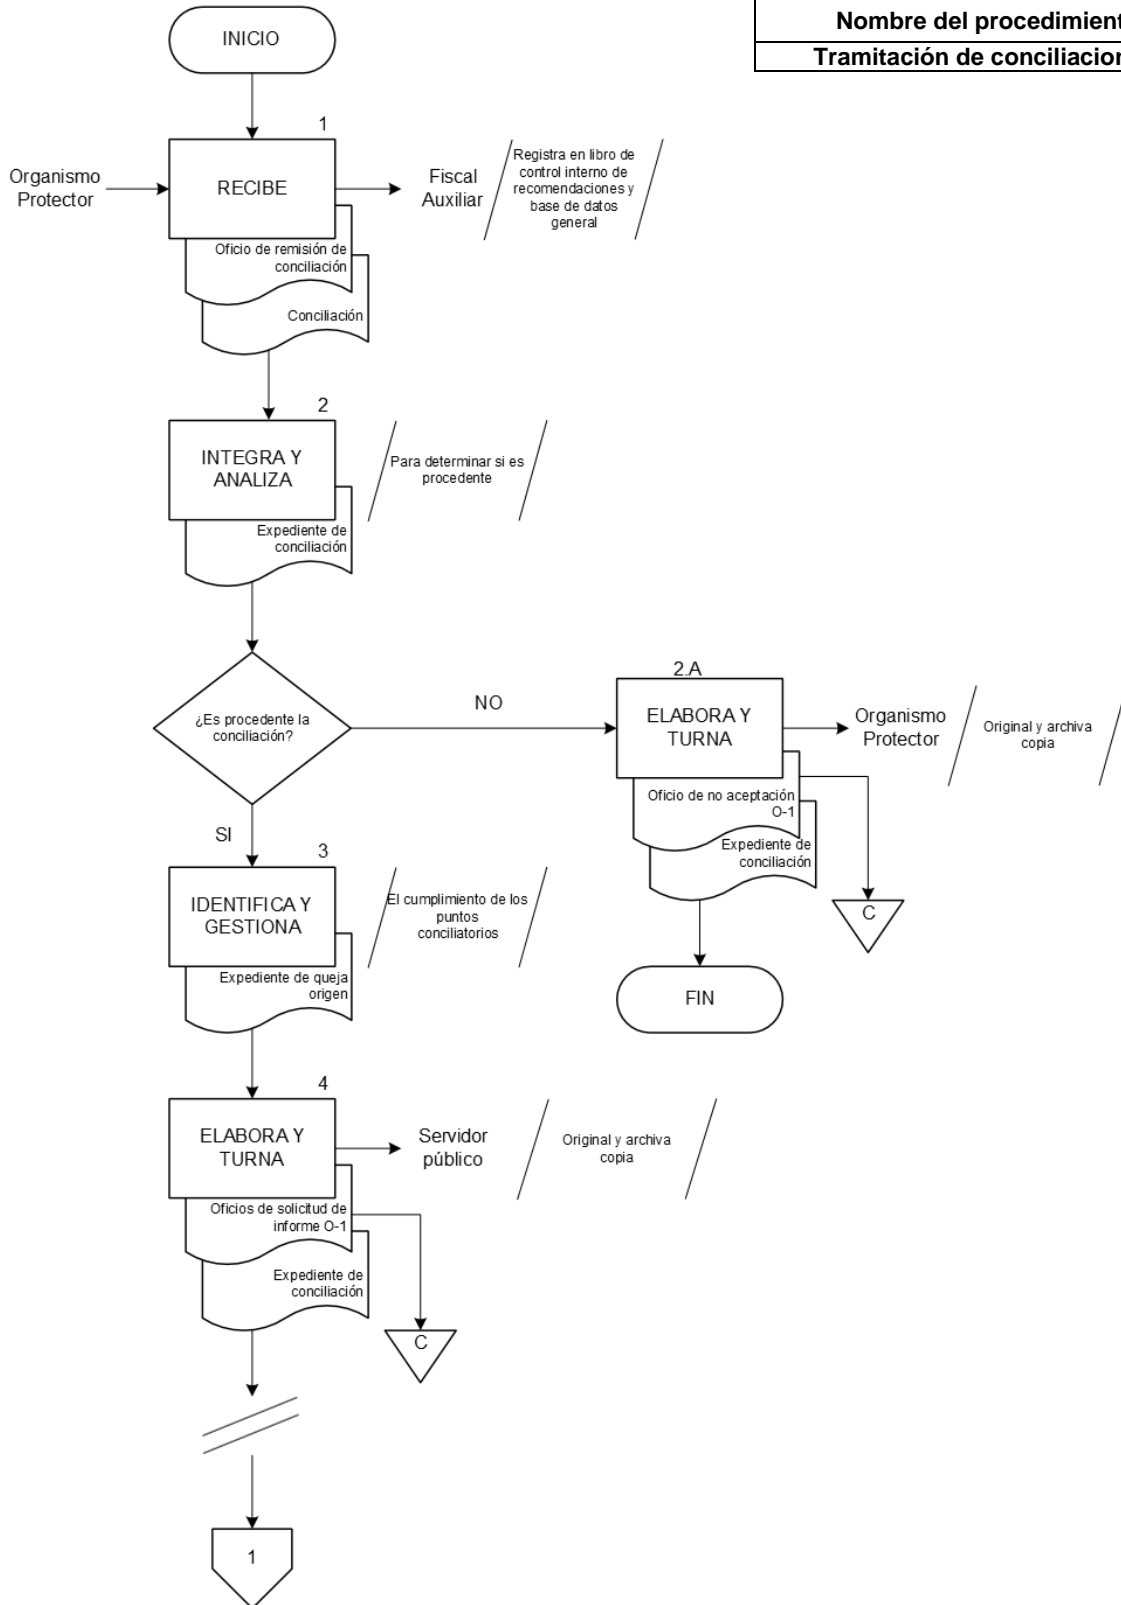 Nombre del procedimient
Tramitación de conciliacion
INICIO
1
Organismo
Protector
RECIBE
Fiscal
Auxiliar
Registra en libro de
control interno de
recomendaciones y
base de datos
general
Oficio de remisión de
conciliación
Conciliación
2
INTEGRA Y
ANALIZA
Para determinar si es
procedente
Expediente de
conciliación
¿Es procedente la
conciliación?
NO
2.A
ELABORA Y
TURNA
Organismo
Protector
Original y archiva
copia
Oficio de no aceptación
O-1
Expediente de
conciliación
C
FIN
SI
3
IDENTIFICA Y
GESTIONA
El cumplimiento de los
puntos
conciliatorios
Expediente de queja
origen
4
ELABORA Y
TURNA
Servidor
público
Original y archiva
copia
Oficios de solicitud de
informe O-1
Expediente de
conciliación
C
1